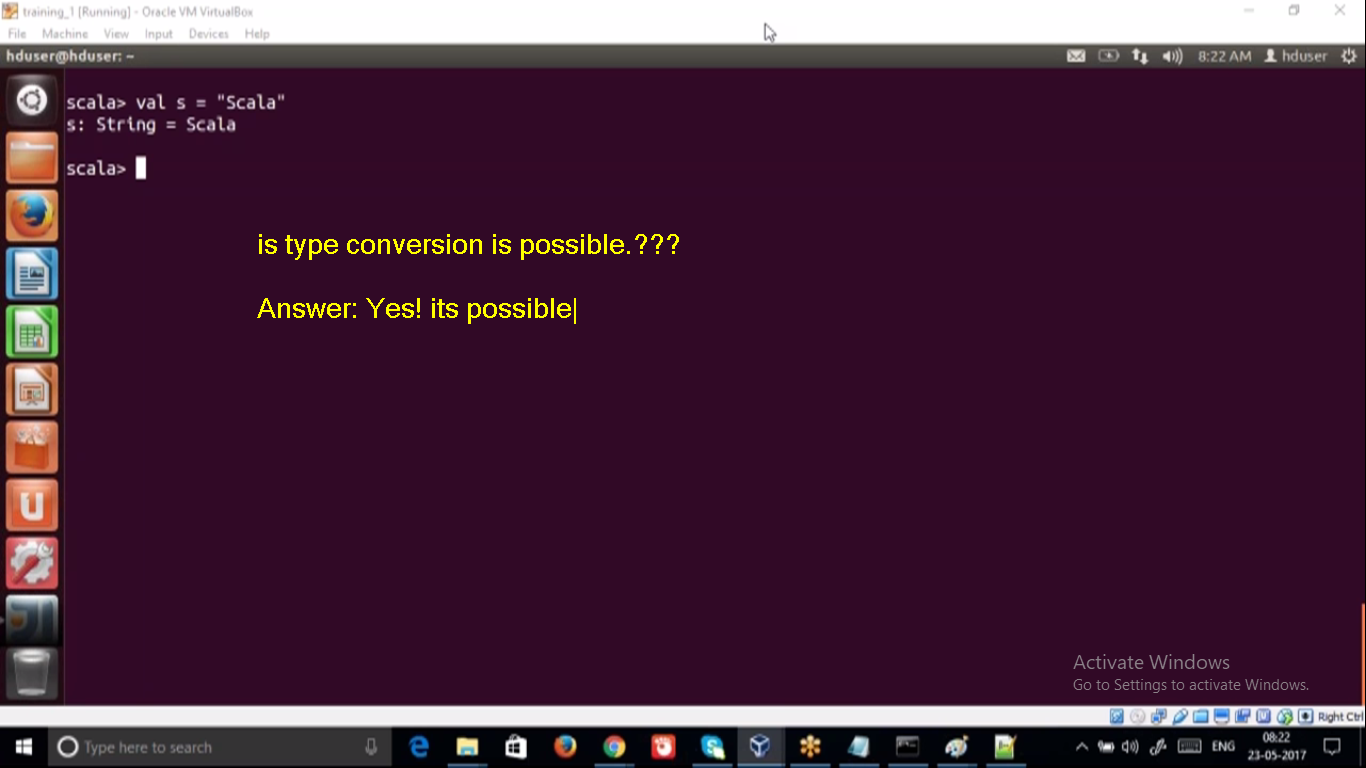 training_1 [Running] - Oracle VM VirtualBox
File Machine View Input Devices Help
hduser@hduser: ~
8:22 AM hduser
scala> val s = "Scala"
s: String = Scala
scala>
is type conversion is possible.???
Answer: Yes! its possible
Activate Windows
Go to Settings to activate Windows.
Right Ctrl
Type here to search
ENG
08:22
23-05-2017